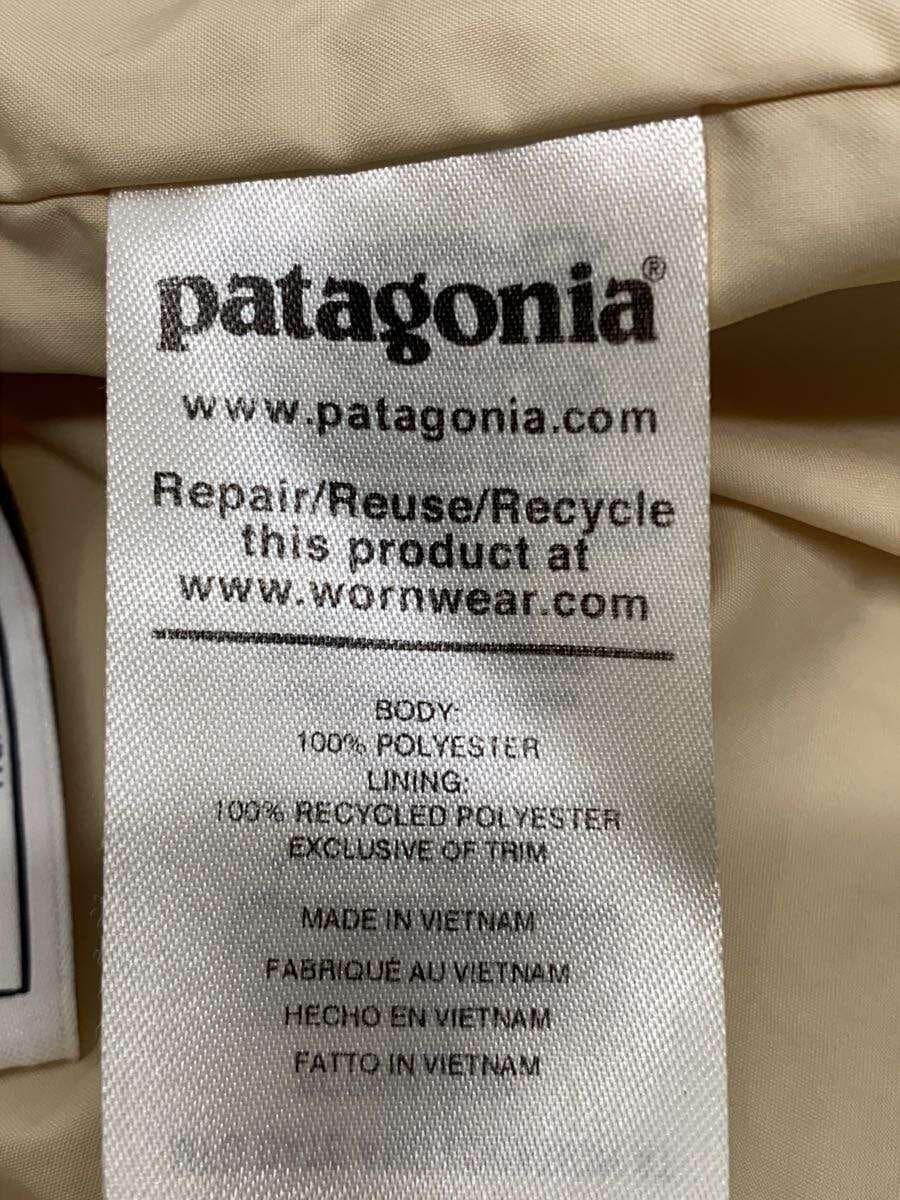 patagonia®
www.patagonia.com
Repair/Reuse/Recycle
this product at
www.wornwear.com
BODY:
100% POLYESTER
LINING:
100% RECYCLED POLYESTER
EXCLUSIVE OF TRIM
MADE IN VIETNAM
FABRIQUÉ AU VIETNAM
HECHO EN VIETNAM
FATTO IN VIETNAM